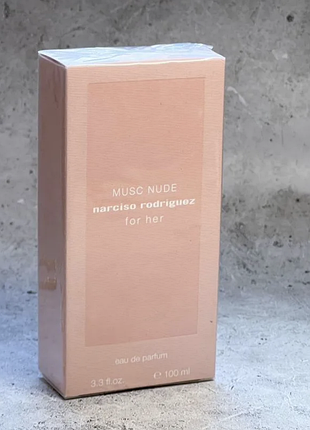 MUSC NUDE
narciso rodriguez
for her
eau de parfum
3.3 fl.oz. ℮ 100 ml